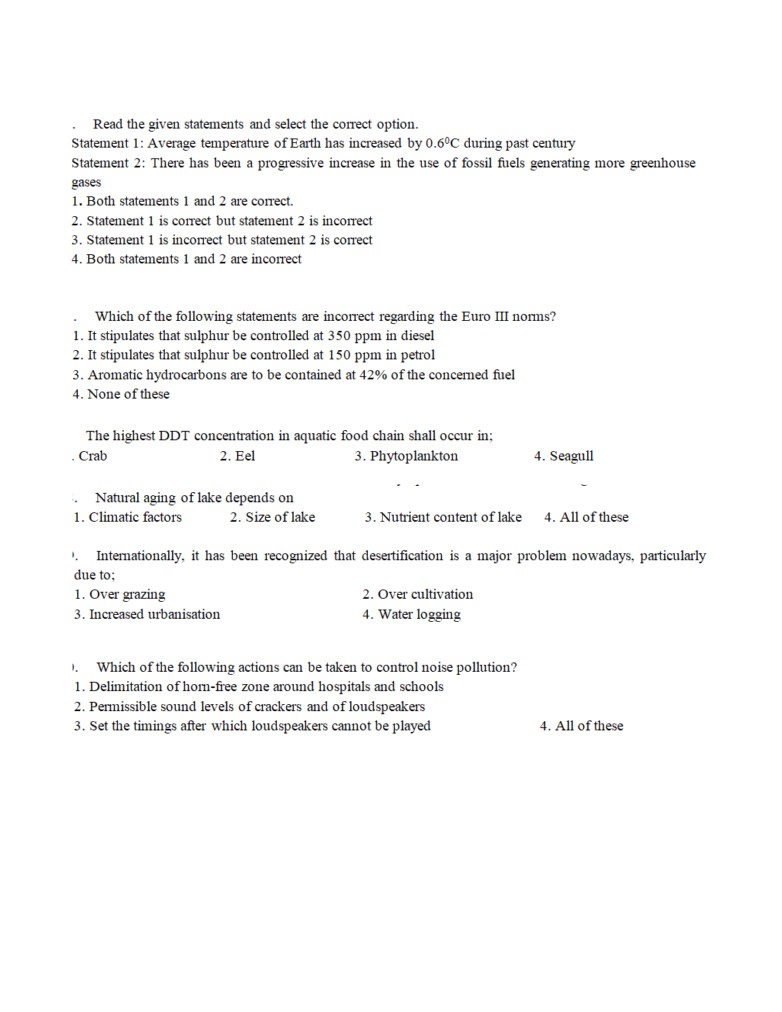 . Read the given statements and select the correct option.
Statement 1: Average temperature of Earth has increased by 0.6⁰C during past century
Statement 2: There has been a progressive increase in the use of fossil fuels generating more greenhouse
gases
1. Both statements 1 and 2 are correct.
2. Statement 1 is correct but statement 2 is incorrect
3. Statement 1 is incorrect but statement 2 is correct
4. Both statements 1 and 2 are incorrect
. Which of the following statements are incorrect regarding the Euro III norms?
1. It stipulates that sulphur be controlled at 350 ppm in diesel
2. It stipulates that sulphur be controlled at 150 ppm in petrol
3. Aromatic hydrocarbons are to be contained at 42% of the concerned fuel
4. None of these
The highest DDT concentration in aquatic food chain shall occur in;
. Crab 2. Eel 3. Phytoplankton 4. Seagull
. Natural aging of lake depends on
1. Climatic factors 2. Size of lake 3. Nutrient content of lake 4. All of these
. Internationally, it has been recognized that desertification is a major problem nowadays, particularly
due to;
1. Over grazing 2. Over cultivation
3. Increased urbanisation 4. Water logging
. Which of the following actions can be taken to control noise pollution?
1. Delimitation of horn-free zone around hospitals and schools
2. Permissible sound levels of crackers and of loudspeakers
3. Set the timings after which loudspeakers cannot be played 4. All of these